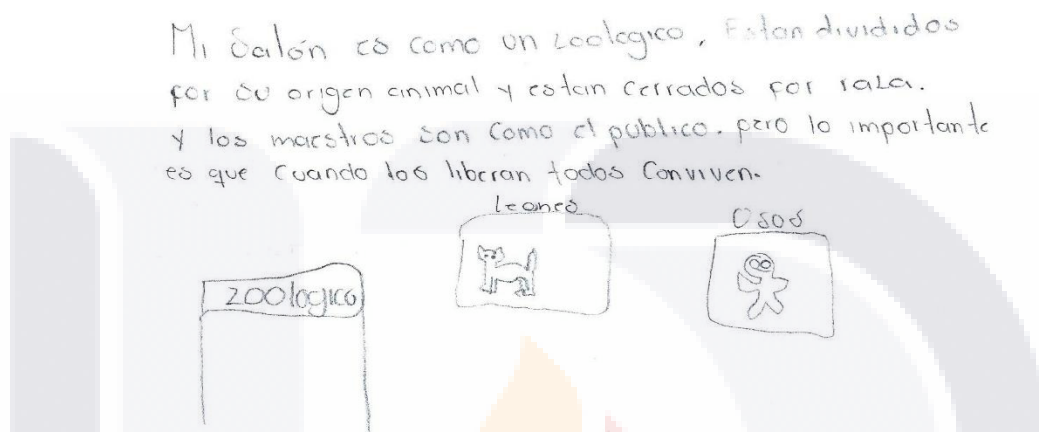 Mi Salón es como un zoologico, Estan divididos
por su origen animal y estan cerrados por raza.
y los maestros son como el publico. pero lo importante
es que cuando los liberan todos conviven.
leones
Osos
zoologico